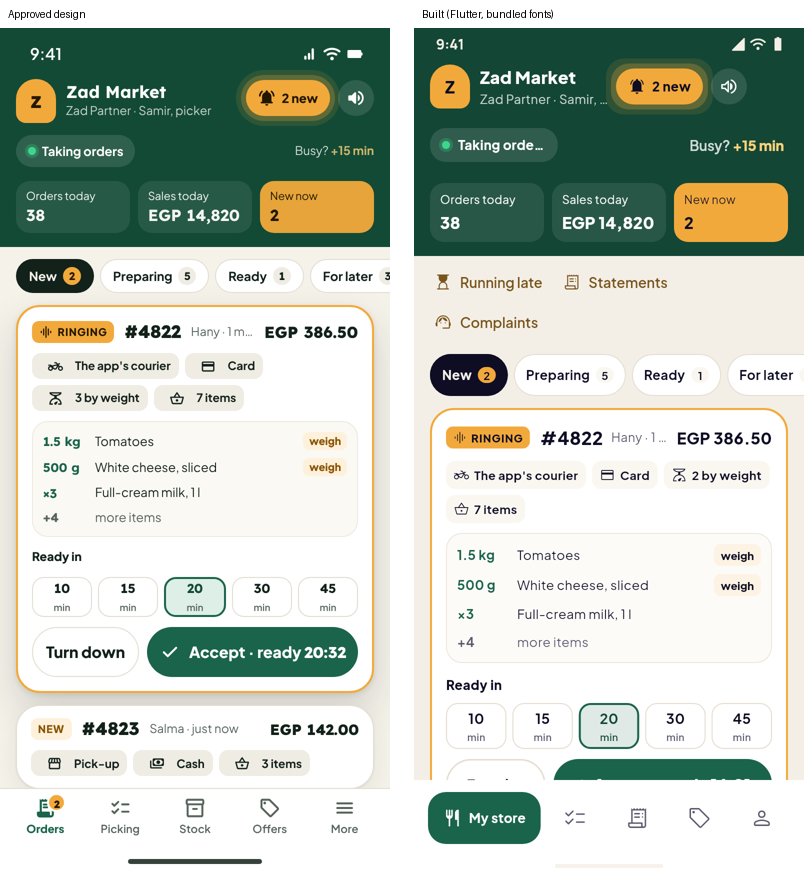 Approved design
9:41
Z
Zad Market
Zad Partner · Samir, picker
2 new
Taking orders
Busy? +15 min
Orders today
38
Sales today
EGP 14,820
New now
2
New 2
Preparing 5
Ready 1
For later
RINGING
#4822
Hany · 1 m...
EGP 386.50
The app's courier
Card
3 by weight
7 items
1.5 kg Tomatoes weigh
500 g White cheese, sliced weigh
×3 Full-cream milk, 1 l
+4 more items
Ready in
10 min
15 min
20 min
30 min
45 min
Turn down
Accept · ready 20:32
NEW
#4823
Salma · just now
EGP 142.00
Pick-up
Cash
3 items
2
Orders
Picking
Stock
Offers
More
Built (Flutter, bundled fonts)
9:41
Z
Zad Market
Zad Partner · Samir, ...
2 new
Taking orde...
Busy? +15 min
Orders today
38
Sales today
EGP 14,820
New now
2
Running late
Statements
Complaints
New 2
Preparing 5
Ready 1
For later
RINGING
#4822
Hany · 1 ...
EGP 386.50
The app's courier
Card
2 by weight
7 items
1.5 kg Tomatoes weigh
500 g White cheese, sliced weigh
×3 Full-cream milk, 1 l
+4 more items
Ready in
10 min
15 min
20 min
30 min
45 min
My store